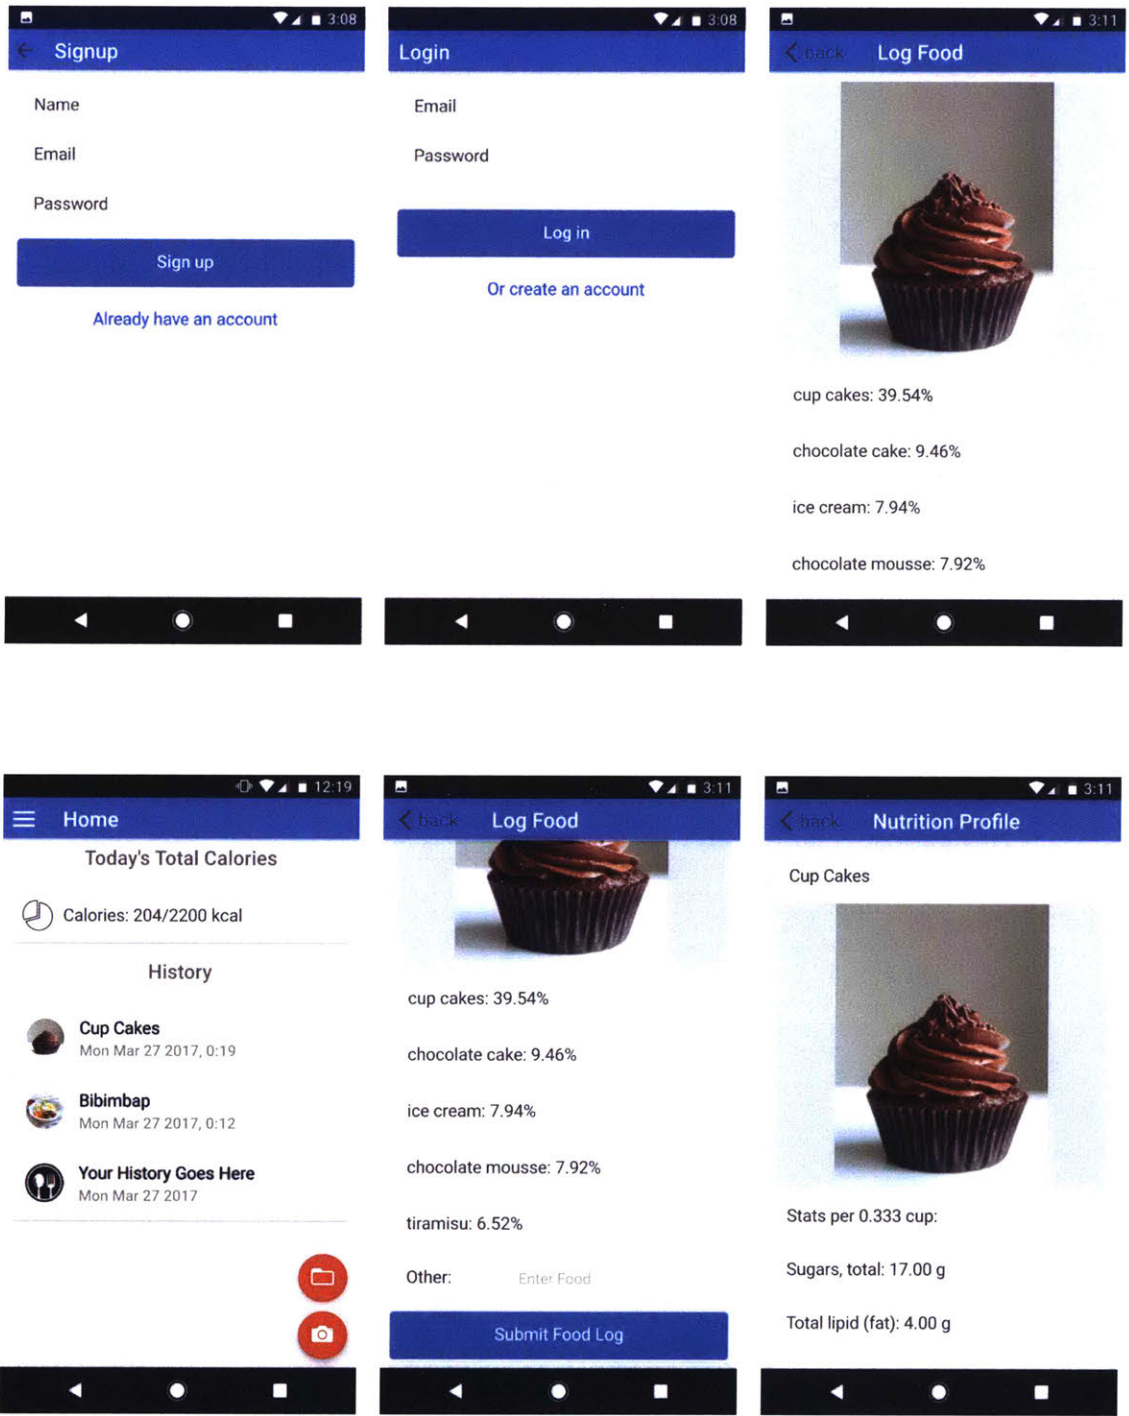 3:08
Signup
Name
Email
Password
Sign up
Already have an account
3:08
Login
Email
Password
Log in
Or create an account
3:11
back Log Food
cup cakes: 39.54%
chocolate cake: 9.46%
ice cream: 7.94%
chocolate mousse: 7.92%
12:19
Home
Today's Total Calories
Calories: 204/2200 kcal
History
Cup Cakes
Mon Mar 27 2017, 0:19
Bibimbap
Mon Mar 27 2017, 0:12
Your History Goes Here
Mon Mar 27 2017
3:11
back Log Food
cup cakes: 39.54%
chocolate cake: 9.46%
ice cream: 7.94%
chocolate mousse: 7.92%
tiramisu: 6.52%
Other: Enter Food
Submit Food Log
3:11
back Nutrition Profile
Cup Cakes
Stats per 0.333 cup:
Sugars, total: 17.00 g
Total lipid (fat): 4.00 g